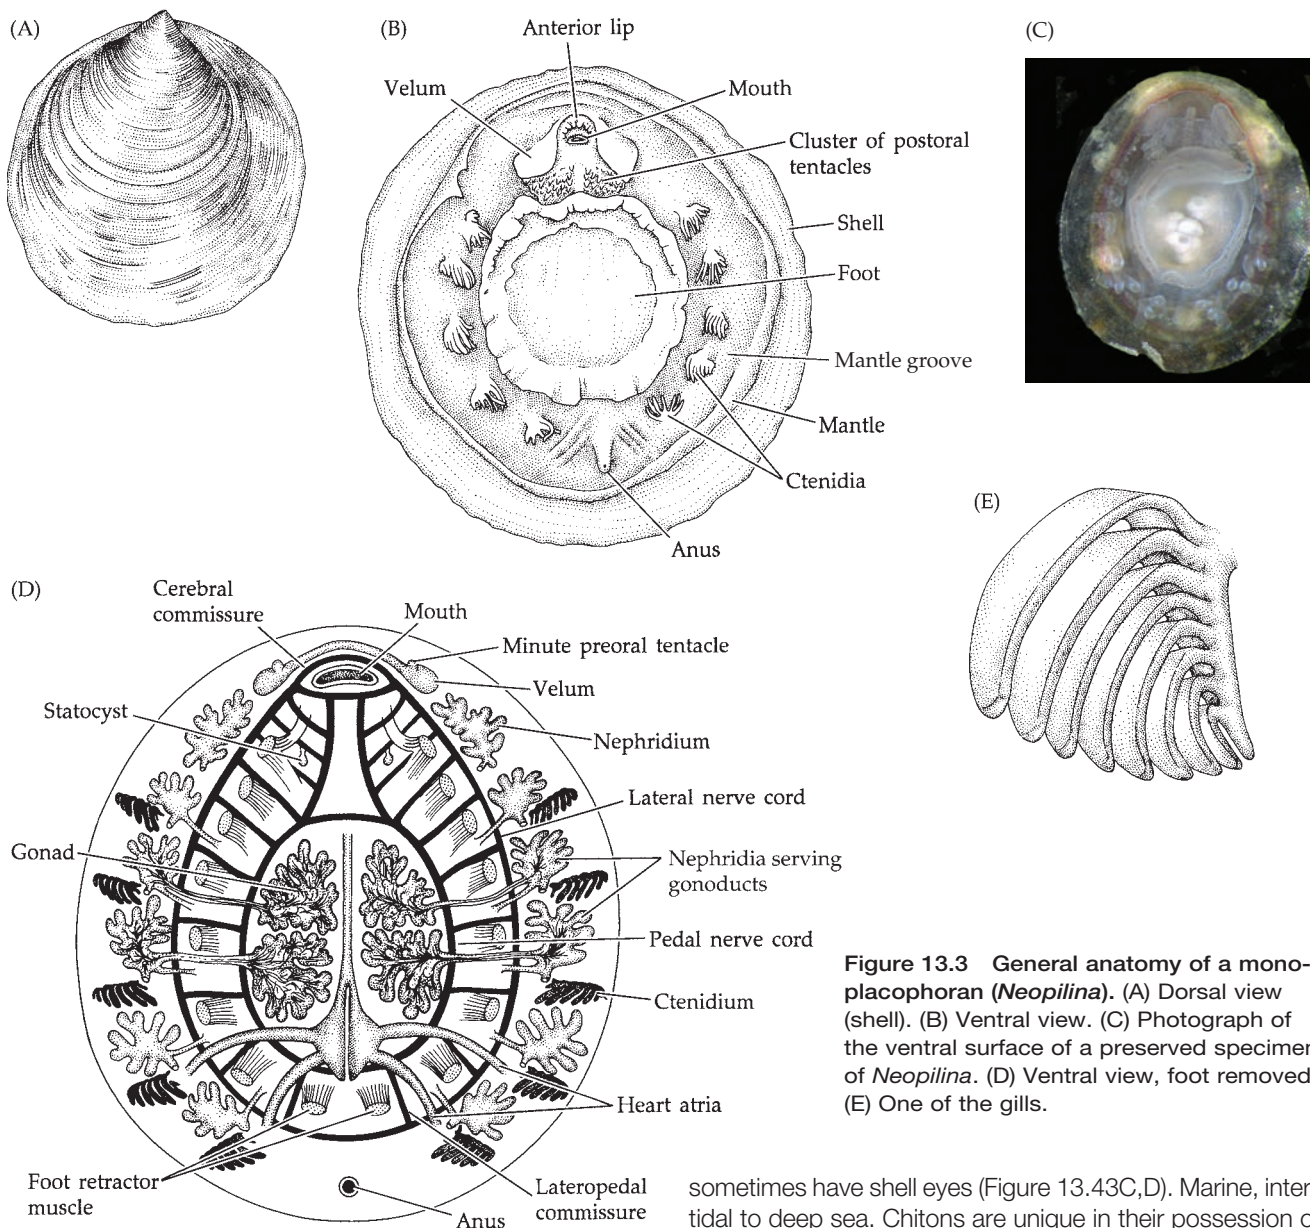 (A)
(B)
Anterior lip
Velum
Mouth
Cluster of postoral
tentacles
Shell
Foot
Mantle groove
Mantle
Ctenidia
Anus
(C)
(D)
Cerebral
commissure
Mouth
Minute preoral tentacle
Velum
Statocyst
Nephridium
Lateral nerve cord
Gonad
Nephridia serving
gonoducts
Pedal nerve cord
Ctenidium
Heart atria
Foot retractor
muscle
Anus
Lateropedal
commissure
(E)
Figure 13.3 General anatomy of a mono-
placophoran (Neopilina). (A) Dorsal view
(shell). (B) Ventral view. (C) Photograph of
the ventral surface of a preserved specimen
of Neopilina. (D) Ventral view, foot removed
(E) One of the gills.
sometimes have shell eyes (Figure 13.43C,D). Marine, inter
tidal to deep sea. Chitons are unique in their possession